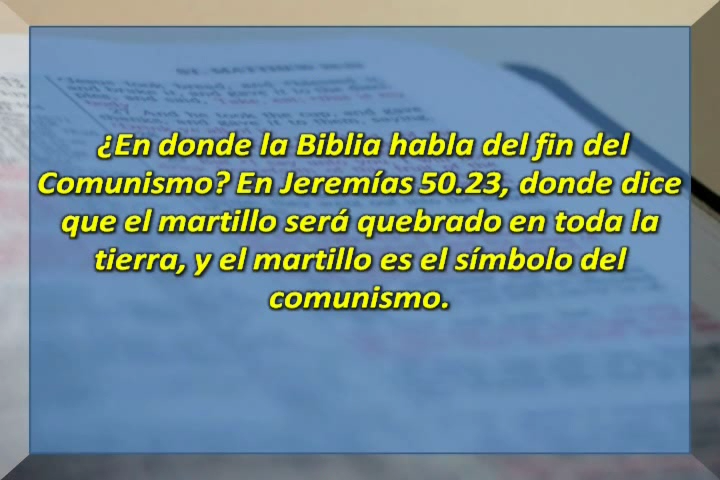 ¿En donde la Biblia habla del fin del
Comunismo? En Jeremías 50.23, donde dice
que el martillo será quebrado en toda la
tierra, y el martillo es el símbolo del
comunismo.